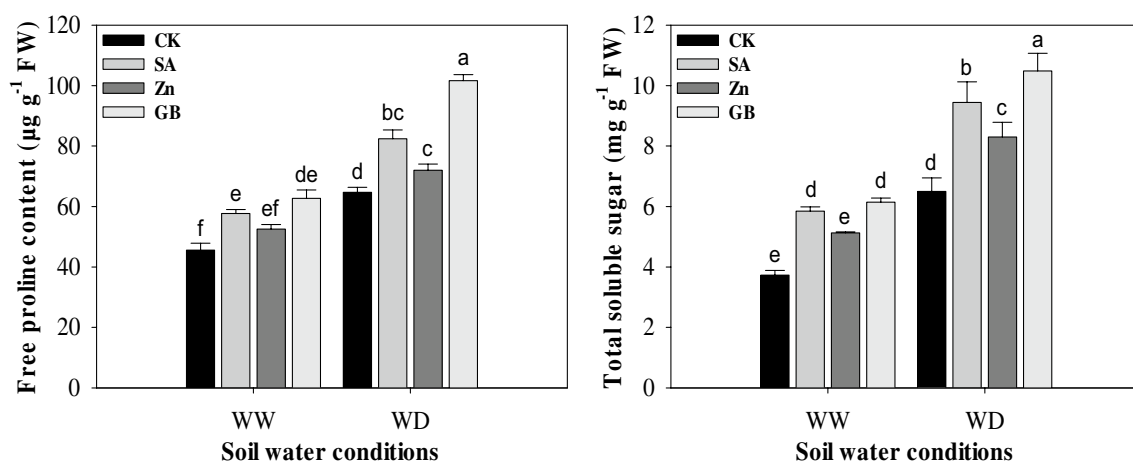 Free proline content (µg g-1 FW)
120
100
80
60
40
20
0
CK
SA
Zn
GB
f
e
ef
de
d
bc
c
a
WW
WD
Soil water conditions
Total soluble sugar (mg g-1 FW)
12
10
8
6
4
2
0
CK
SA
Zn
GB
e
d
e
d
d
b
c
a
WW
WD
Soil water conditions